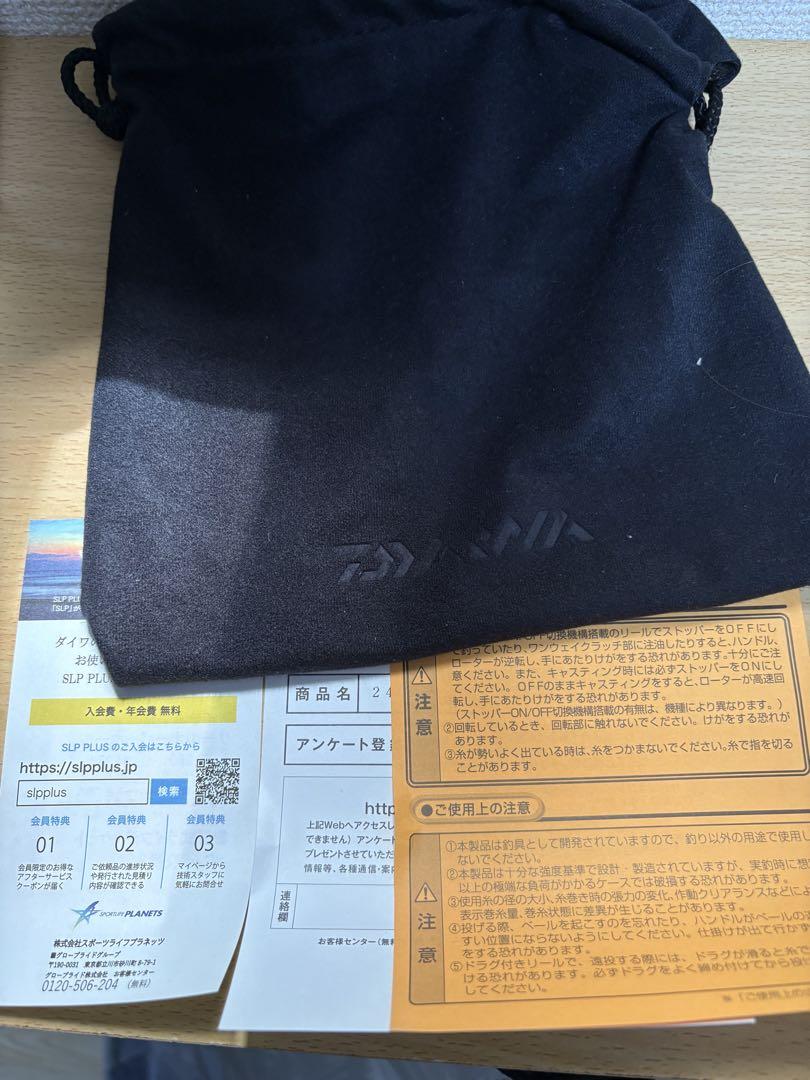 DAIWA
SLP PLU
「SLP」が
ダイワの
お使い
SLP PLU
入会費・年会費 無料
SLP PLUS のご入会はこちらから
https://slpplus.jp
slpplus 検索
会員特典 会員特典 会員特典
01 02 03
会員限定のお得な ご依頼品の進捗状況 マイページから
アフターサービス や発行された見積り 技術スタッフに
クーポンが届く 内容が確認できる 気軽にお問合せ
SPORTLIFE PLANETS
株式会社スポーツライフプラネッツ
■グローブライドグループ
〒190-0031 東京都立川市砂川町 8-79-1
グローブライド株式会社 お客様センター
0120-506-204 (無料)
商品名 24
アンケート登
http
上記Webへアクセスし
できません）アンケー
プレゼントさせていただ
情報等、各種通信・案
連絡欄
お客様センター（無料
注意
OFF切換機構搭載のリールでストッパーをOFFにし
て釣っていたり、ワンウェイクラッチ部に注油したりすると、ハンドル、
ローターが逆転し、手にあたりけがをする恐れがあります。十分にご注
意ください。また、キャスティング時には必ずストッパーをONにし
てください。OFFのままキャスティングをすると、ローターが高速回
転し、手にあたりけがをする恐れがあります。
（ストッパーON/OFF切換機構搭載の有無は、機種により異なります。）
②回転しているとき、回転部に触れないでください。けがをする恐れが
あります。
③糸が勢いよく出ている時は、糸をつかまないでください。糸で指を切る
ことがあります。
●ご使用上の注意
注意
①本製品は釣具として開発されていますので、釣り以外の用途で使用し
ないでください。
②本製品は十分な強度基準で設計・製造されていますが、実釣時に想
以上の極端な負荷がかかるケースでは破損する恐れがあります。
③使用糸の径の大小、糸巻き時の張力の変化、作動クリアランスなどによ
表示巻糸量、巻糸状態に差異が生じることがあります。
④投げる際、ベールを起こすのを忘れたり、ハンドルがベールの返
すい位置にならないようにしてください。仕掛けが出て行かず
をする恐れがあります。
⑤ドラグ付きリールで、遠投する際には、ドラグが滑ると糸で
ける恐れがあります。必ずドラグをよく締め付けてから投
してください。
※「ご使用上の